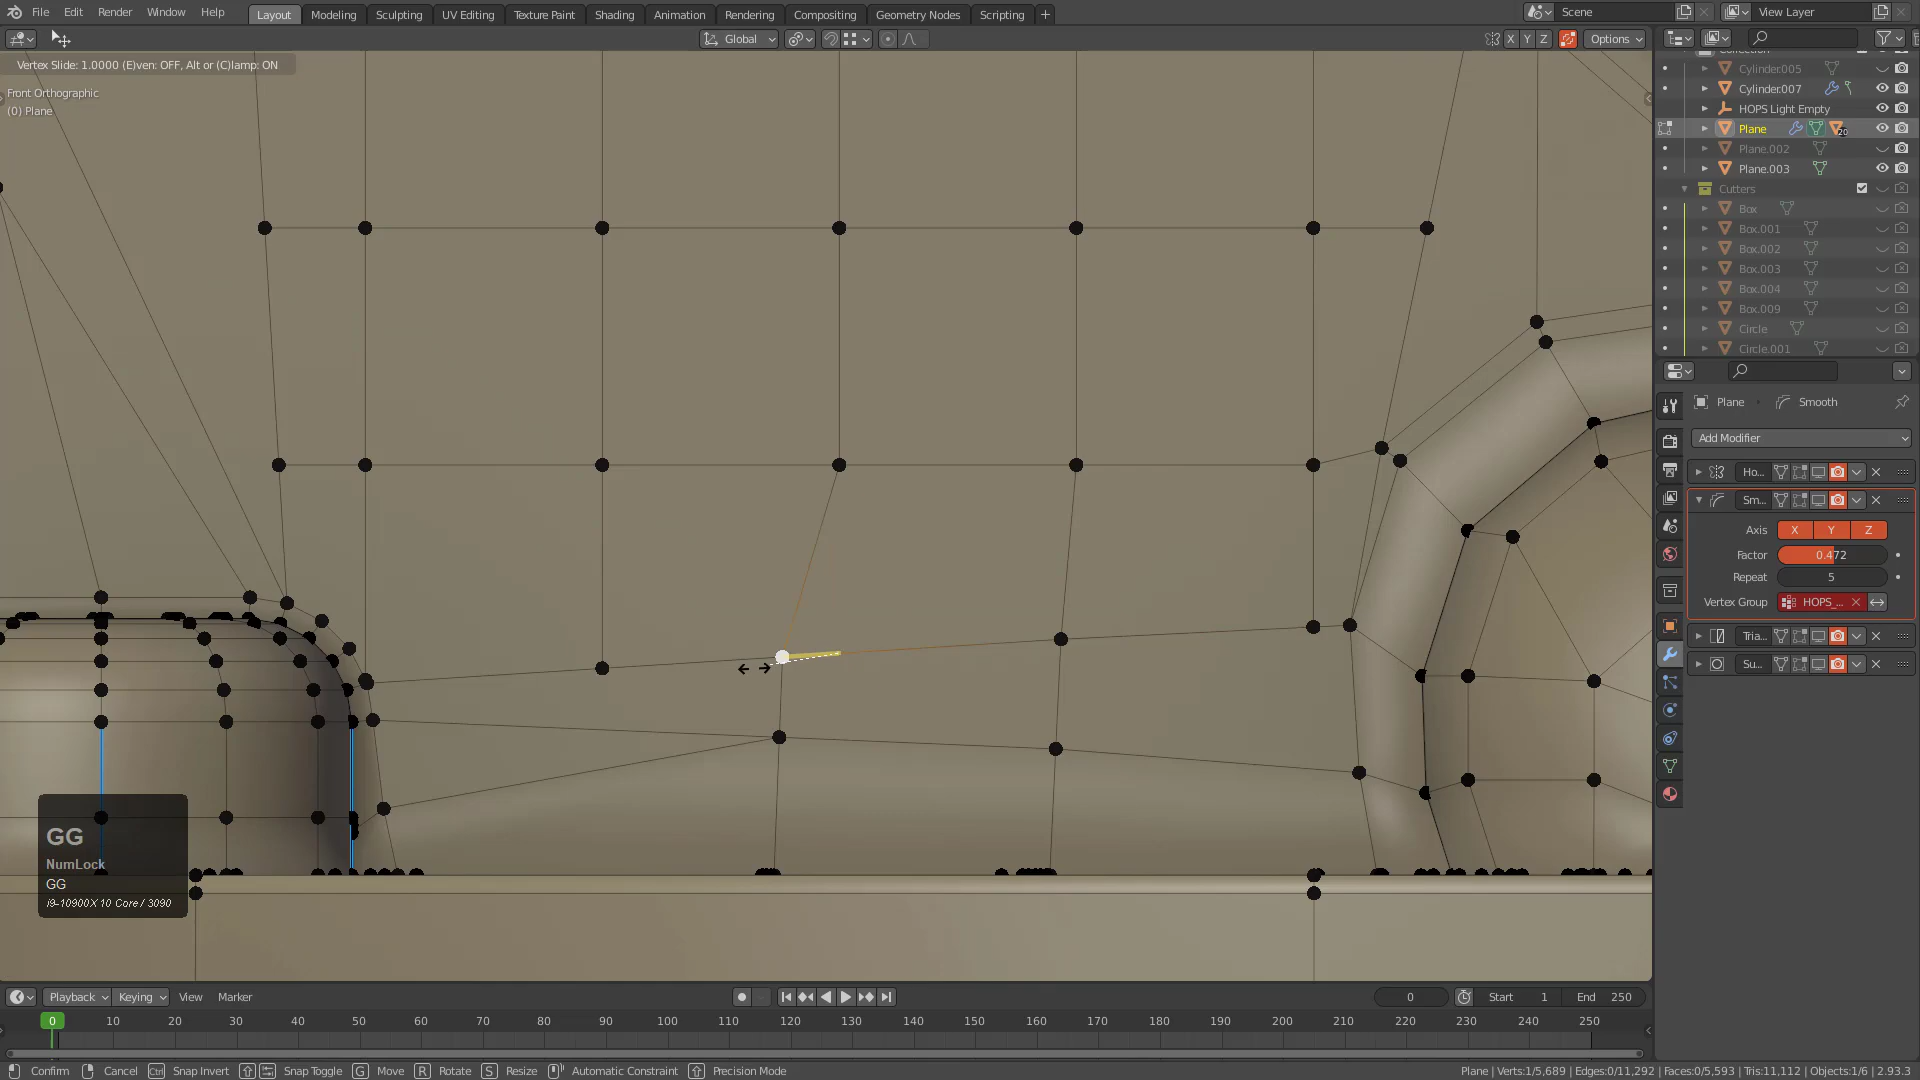 File Edit Render Window Help Layout Modeling Sculpting UV Editing Texture Paint Shading Animation Rendering Compositing Geometry Nodes Scripting + Scene View Layer
Global X Y Z Options
Vertex Slide: 1.0000 (E)ven: OFF, Alt or (C)lamp: ON
Front Orthographic
(0) Plane
Cylinder.005
Cylinder.007
HOPS Light Empty
Plane 20
Plane.002
Plane.003
Cutters
Box
Box.001
Box.002
Box.003
Box.004
Box.009
Circle
Circle.001
Plane Smooth
Add Modifier
Ho...
Sm...
Axis X Y Z
Factor 0.472
Repeat 5
Vertex Group HOPS_...
Tria...
Su...
GG
NumLock
GG
i9-10900X 10 Core / 3090
Playback Keying View Marker 0 Start 1 End 250
0 10 20 30 40 50 60 70 80 90 100 110 120 130 140 150 160 170 180 190 200 210 220 230 240 250
Confirm Cancel Ctrl Snap Invert Snap Toggle G Move R Rotate S Resize Automatic Constraint Precision Mode Plane | Verts:1/5,689 | Edges:0/11,292 | Faces:0/5,593 | Tris:11,112 | Objects:1/6 | 2.93.3